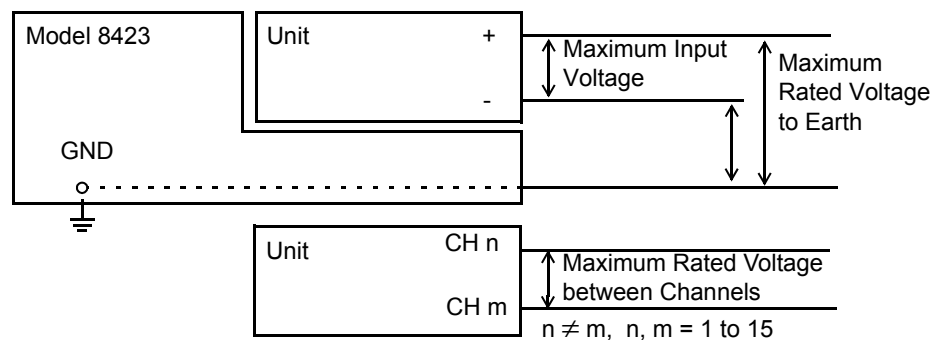 Model 8423
Unit
+
-
Maximum Input
Voltage
Maximum
Rated Voltage
to Earth
GND
Unit
CH n
CH m
Maximum Rated Voltage
between Channels
n ≠ m, n, m = 1 to 15